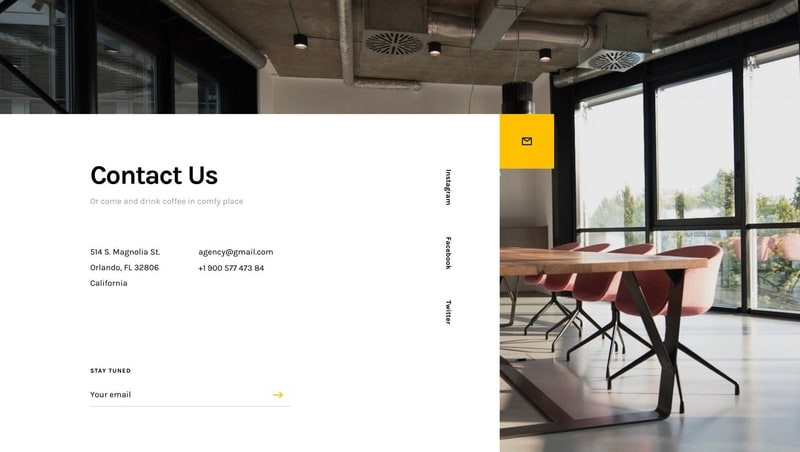 Contact Us
Or come and drink coffee in comfy place
514 S. Magnolia St.
Orlando, FL 32806
California
agency@gmail.com
+1 900 577 473 84
Instagram
Facebook
Twitter
STAY TUNED
Your email